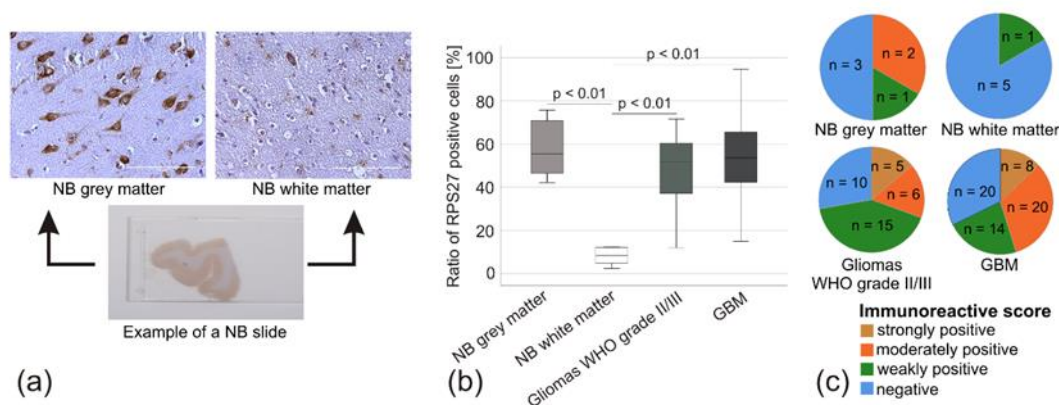 (a)
NB grey matter
NB white matter
Example of a NB slide
(b)
Ratio of RPS27 positive cells [%]
100
80
60
40
20
0
p < 0.01
p < 0.01
p < 0.01
NB grey matter
NB white matter
Gliomas WHO grade II/III
GBM
(c)
n = 3
n = 2
n = 1
NB grey matter
n = 1
n = 5
NB white matter
n = 10
n = 5
n = 6
n = 15
Gliomas
WHO grade II/III
n = 20
n = 8
n = 20
n = 14
GBM
Immunoreactive score
strongly positive
moderately positive
weakly positive
negative